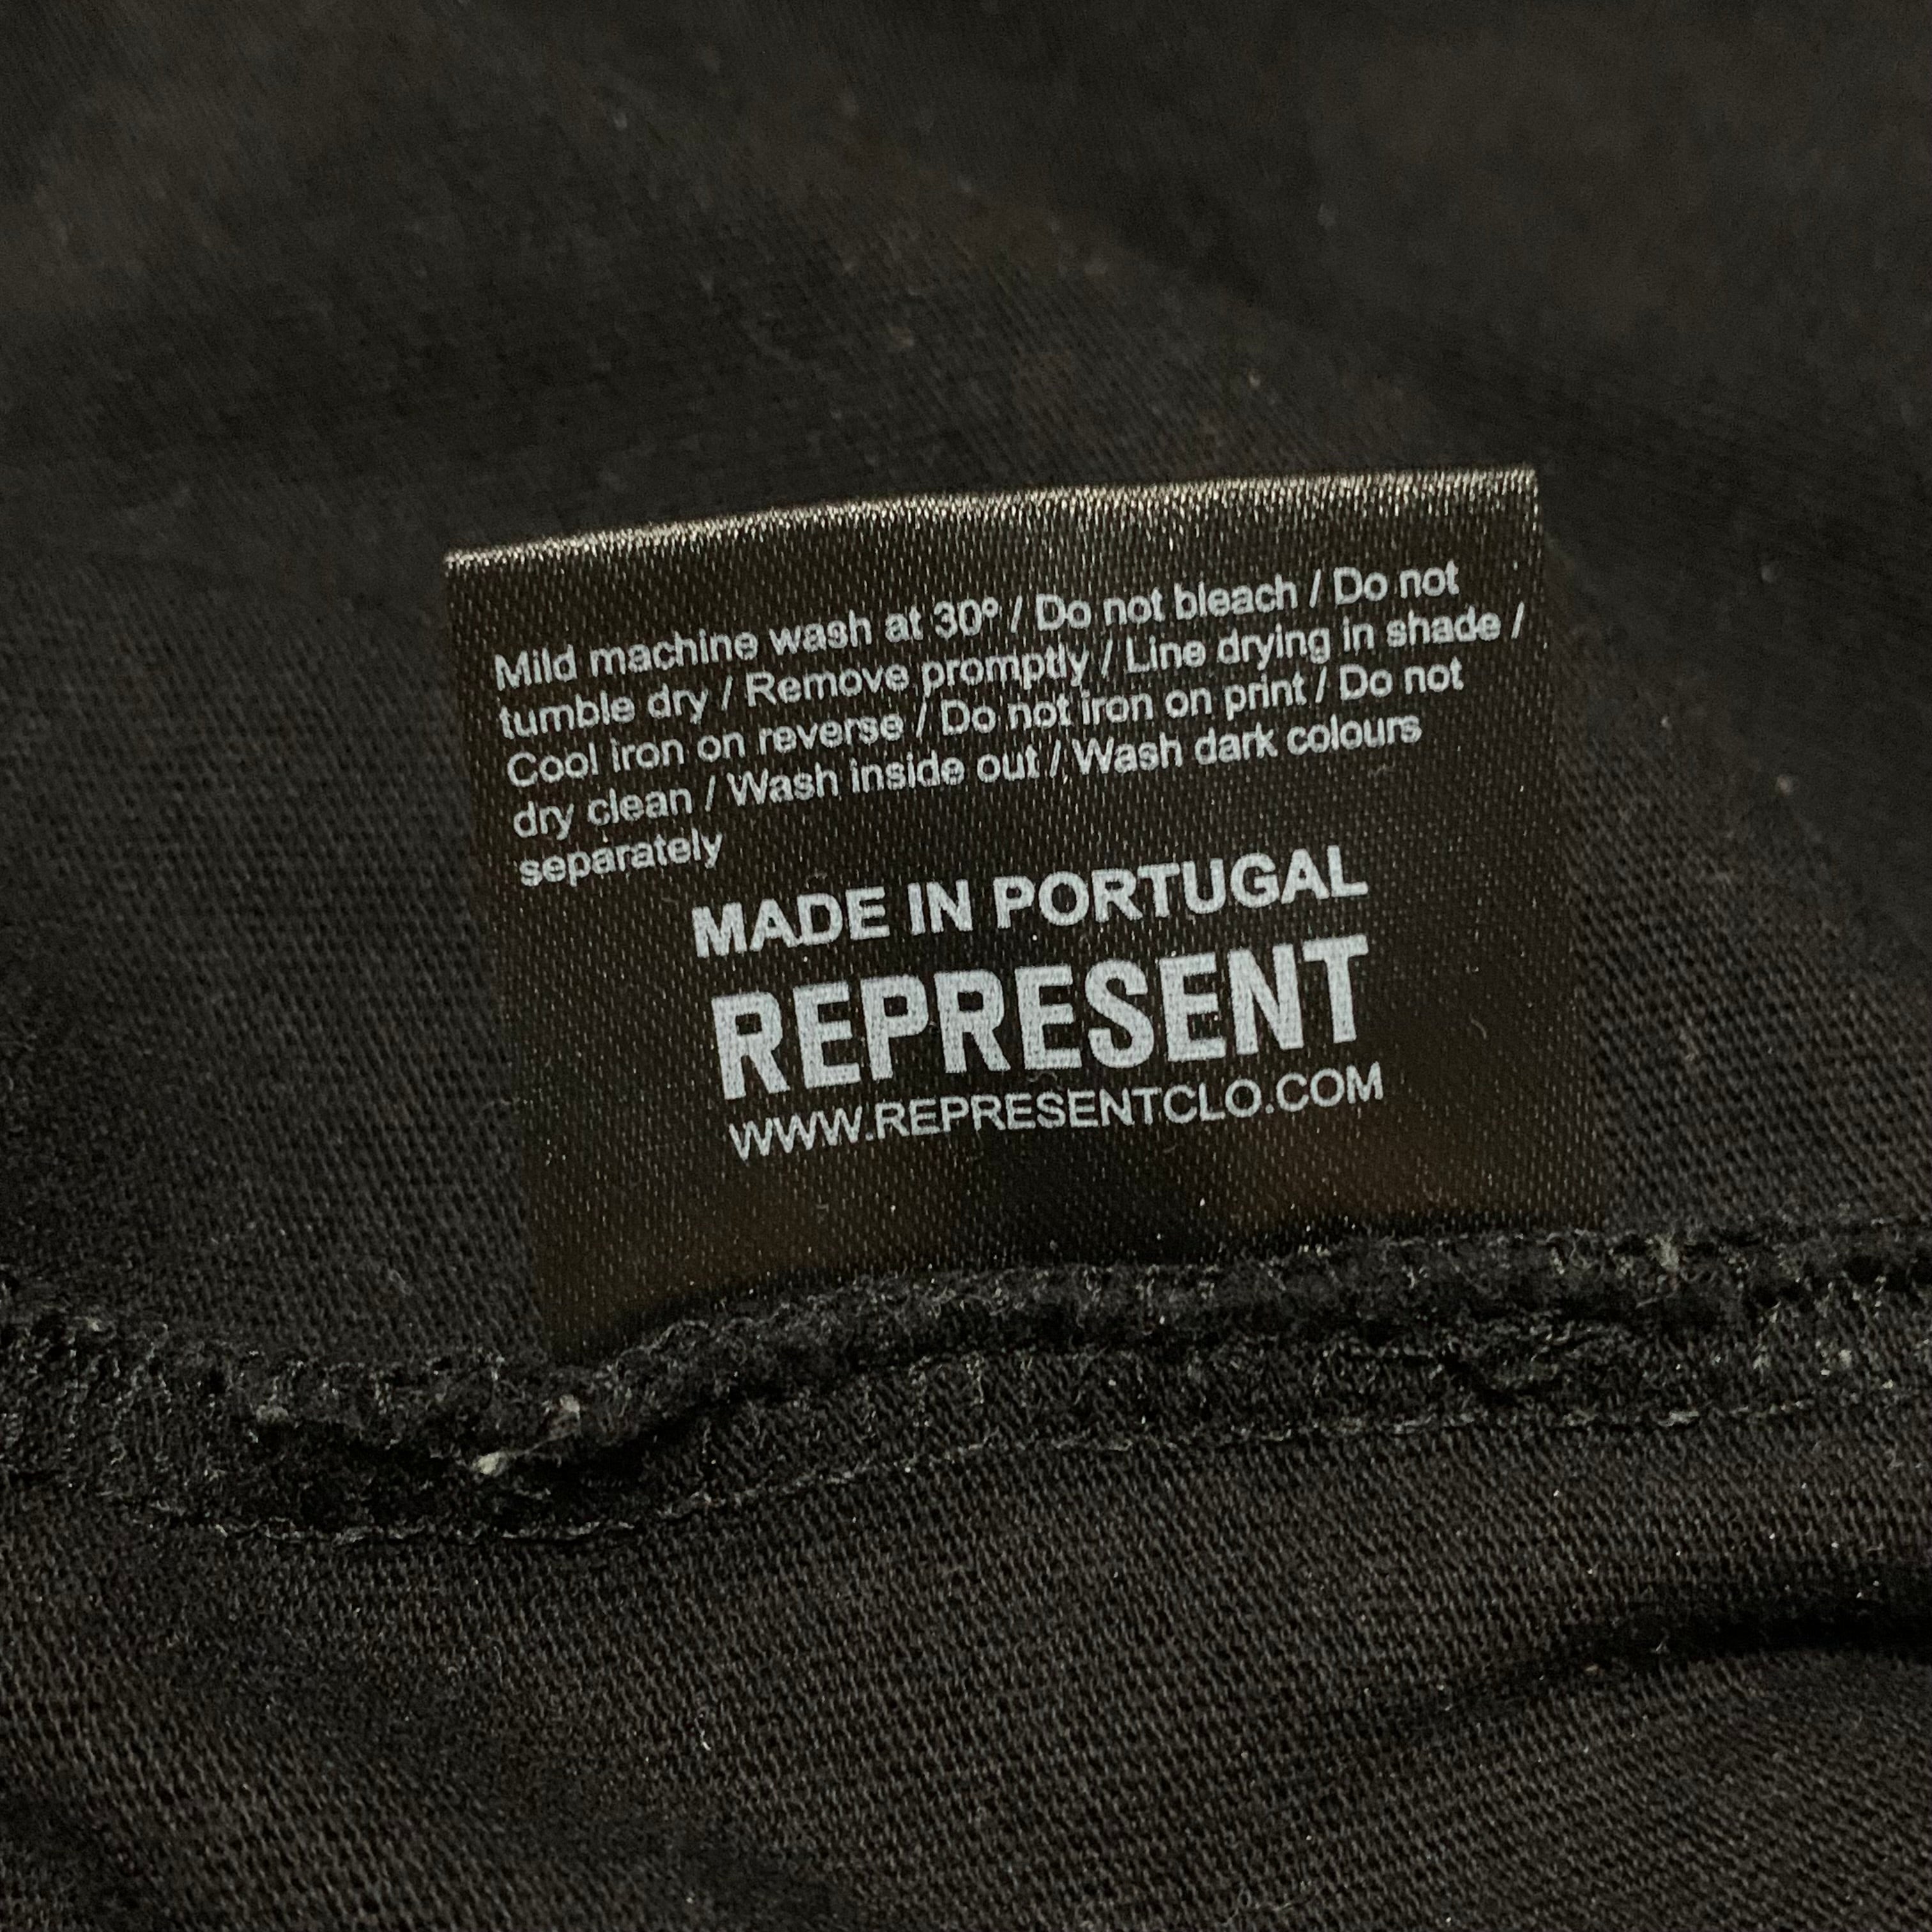 Mild machine wash at 30º / Do not bleach / Do not
tumble dry / Remove promptly / Line drying in shade /
Cool iron on reverse / Do not iron on print / Do not
dry clean / Wash inside out / Wash dark colours
separately
MADE IN PORTUGAL
REPRESENT
WWW.REPRESENTCLO.COM